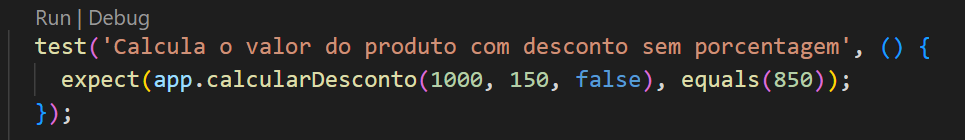 Run | Debug
test('Calcula o valor do produto com desconto sem porcentagem', () {
  expect(app.calcularDesconto(1000, 150, false), equals(850));
});